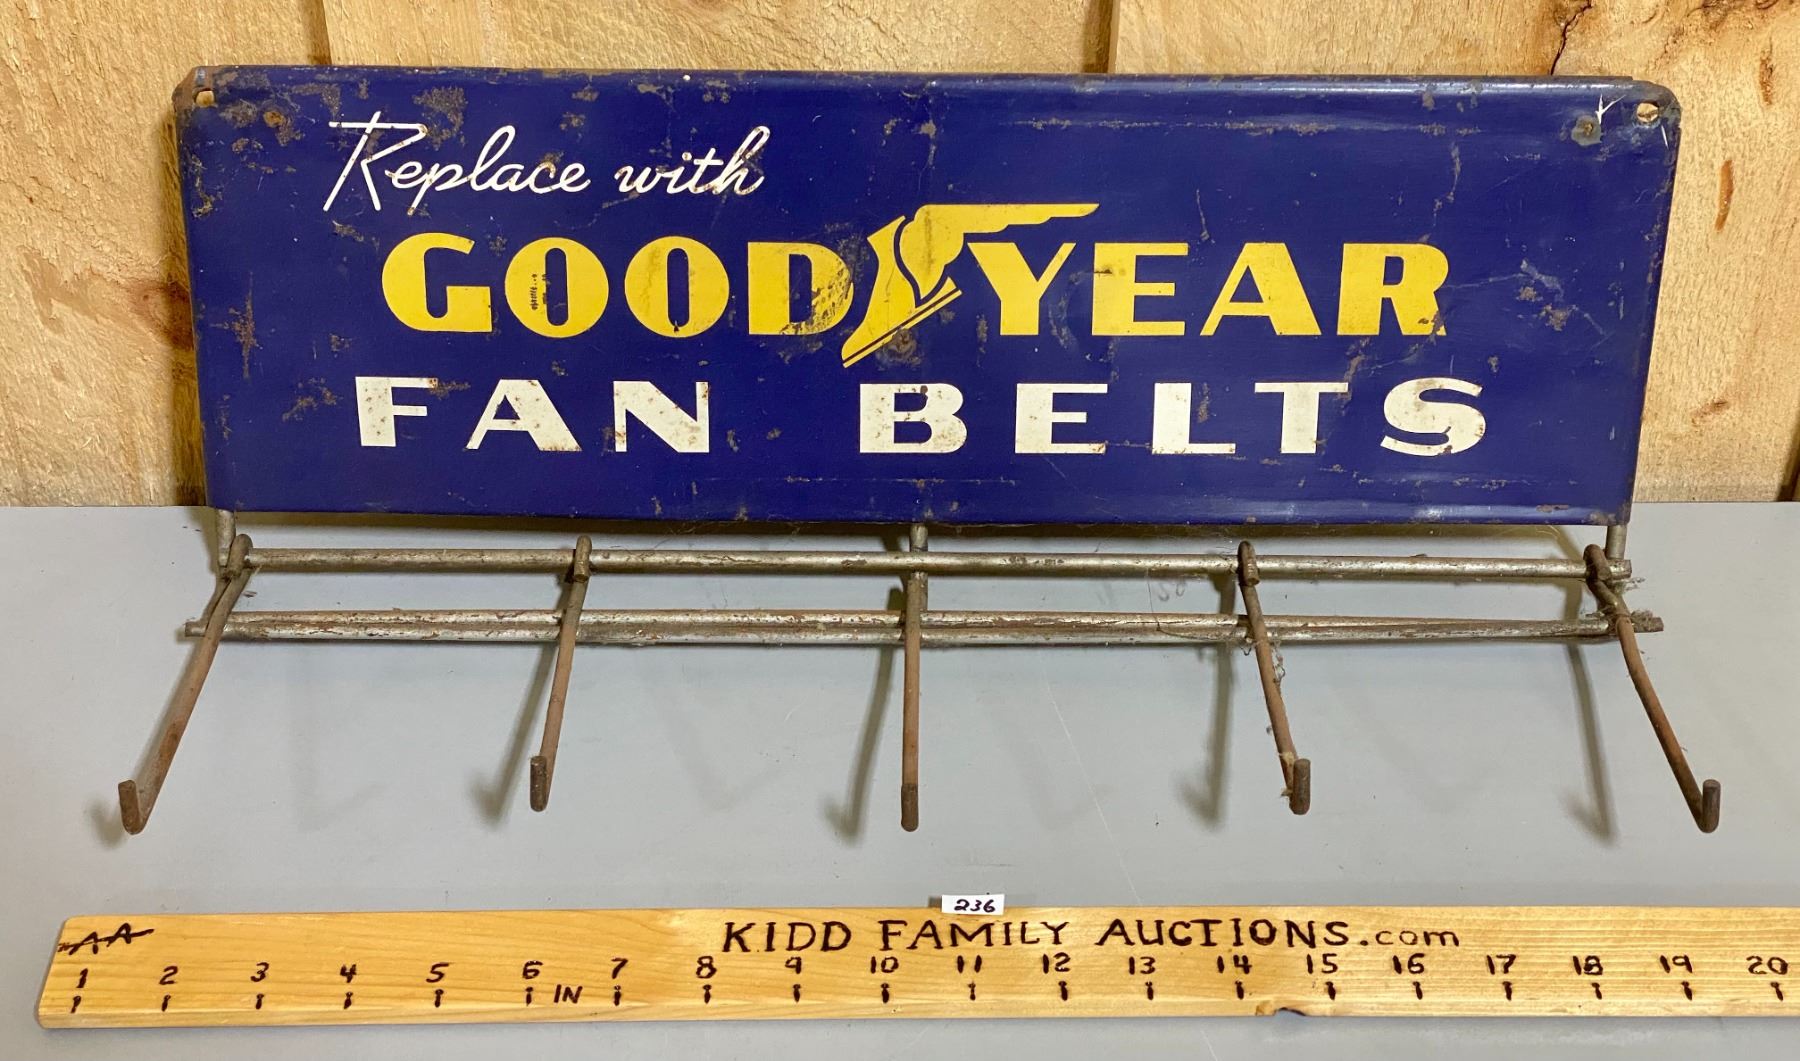 Replace with
GOODYEAR
FAN BELTS
236
KIDD FAMILY AUCTIONS.com
AA
1 2 3 4 5 6 7 8 9 10 11 12 13 14 15 16 17 18 19 20
IN